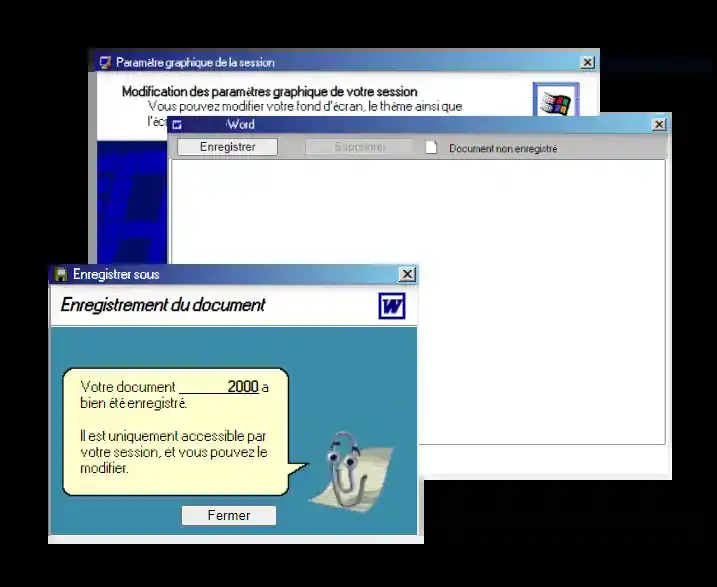 Paramètre graphique de la session
Modification des paramètres graphique de votre session
Vous pouvez modifier votre fond d'écran, le thème ainsi que
l'éc
Word
Enregistrer
Supprimer
Document non enregistré
Enregistrer sous
Enregistrement du document
W
Votre document 2000 a
bien été enregistré.
Il est uniquement accessible par
votre session, et vous pouvez le
modifier.
Fermer